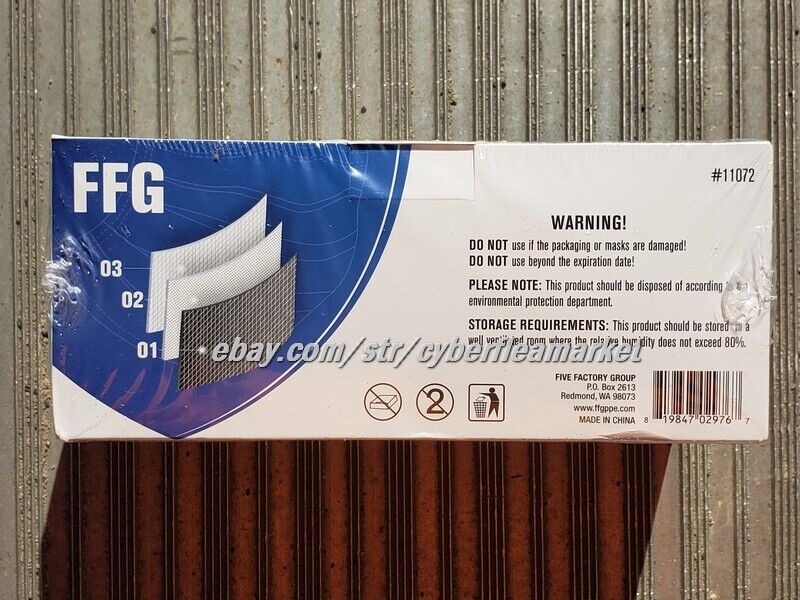 FFG
#11072
03
02
01
WARNING!
DO NOT use if the packaging or masks are damaged!
DO NOT use beyond the expiration date!
PLEASE NOTE: This product should be disposed of according
environmental protection department.
STORAGE REQUIREMENTS: This product should be stored a
well ventilated room where the relative humidity does not exceed 80%.
ebay.com/str/cyberfleamarket
2
FIVE FACTORY GROUP
P.O. Box 2613
Redmond, WA 98073
www.ffgppe.com
MADE IN CHINA
8 19847 02976 7